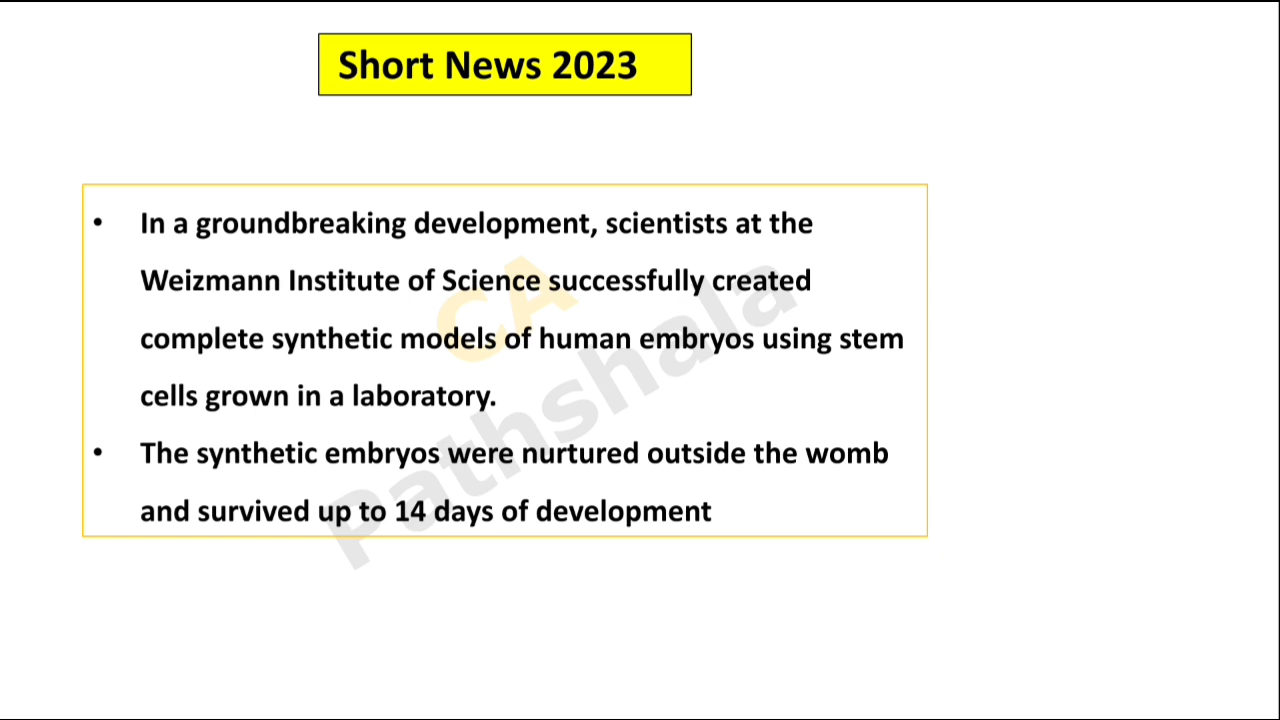 Short News 2023
• In a groundbreaking development, scientists at the
Weizmann Institute of Science successfully created
complete synthetic models of human embryos using stem
cells grown in a laboratory.
• The synthetic embryos were nurtured outside the womb
and survived up to 14 days of development
CA
Pathshala